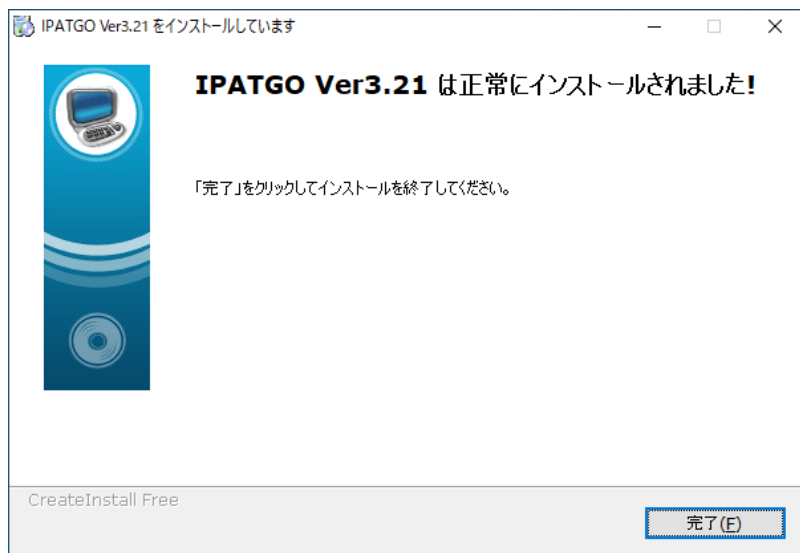 IPATGO Ver3.21 をインストールしています
IPATGO Ver3.21 は正常にインストールされました!
「完了」をクリックしてインストールを終了してください。
CreateInstall Free
完了(F)